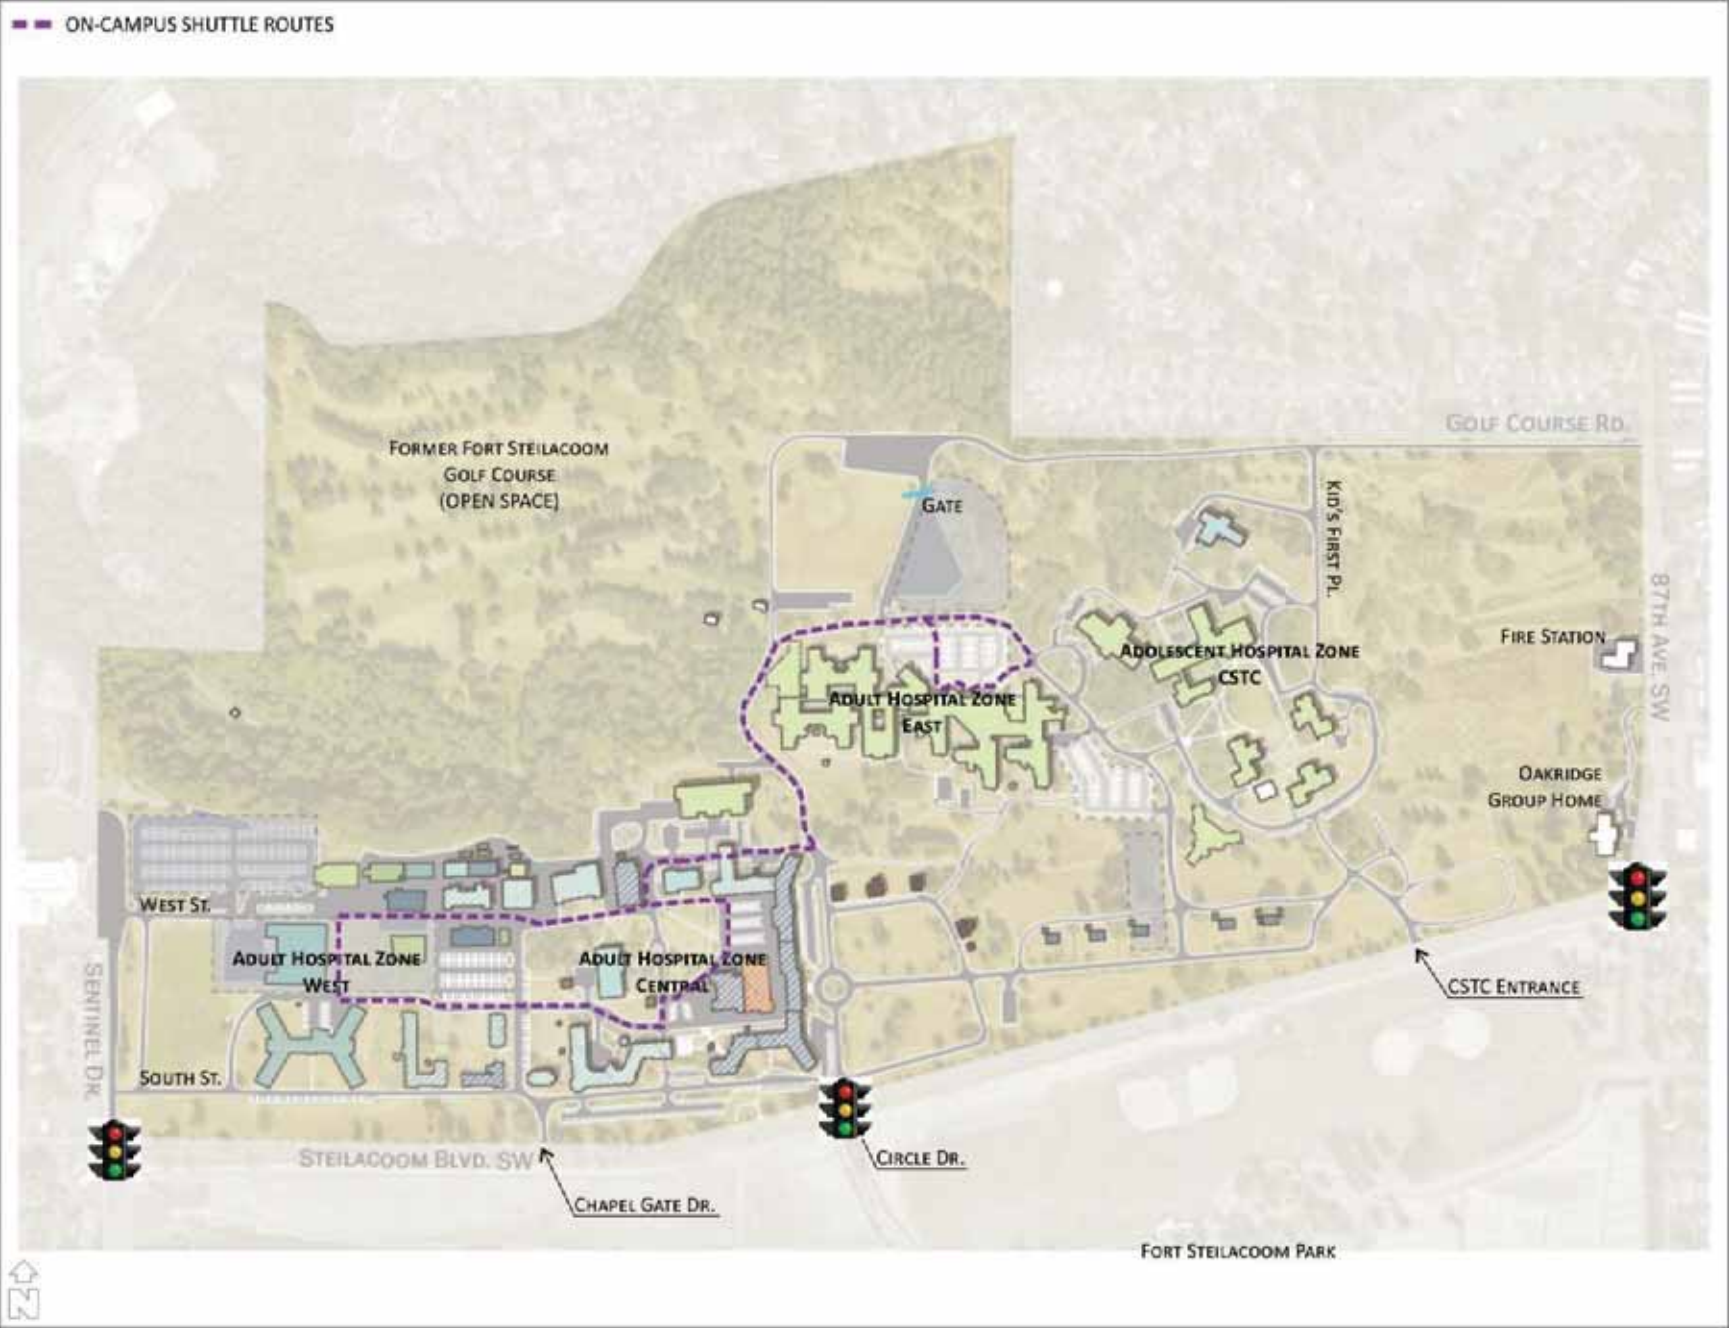 ON-CAMPUS SHUTTLE ROUTES
GOLF COURSE RD.
FORMER FORT STEILACOOM
GOLF COURSE
(OPEN SPACE)
GATE
KID'S FIRST PL.
87TH AVE. SW
FIRE STATION
ADOLESCENT HOSPITAL ZONE
CSTC
ADULT HOSPITAL ZONE
EAST
OAKRIDGE
GROUP HOME
WEST ST.
ADULT HOSPITAL ZONE
WEST
ADULT HOSPITAL ZONE
CENTRAL
CSTC ENTRANCE
SENTINEL DR.
SOUTH ST.
STEILACOOM BLVD. SW
CIRCLE DR.
CHAPEL GATE DR.
FORT STEILACOOM PARK
N